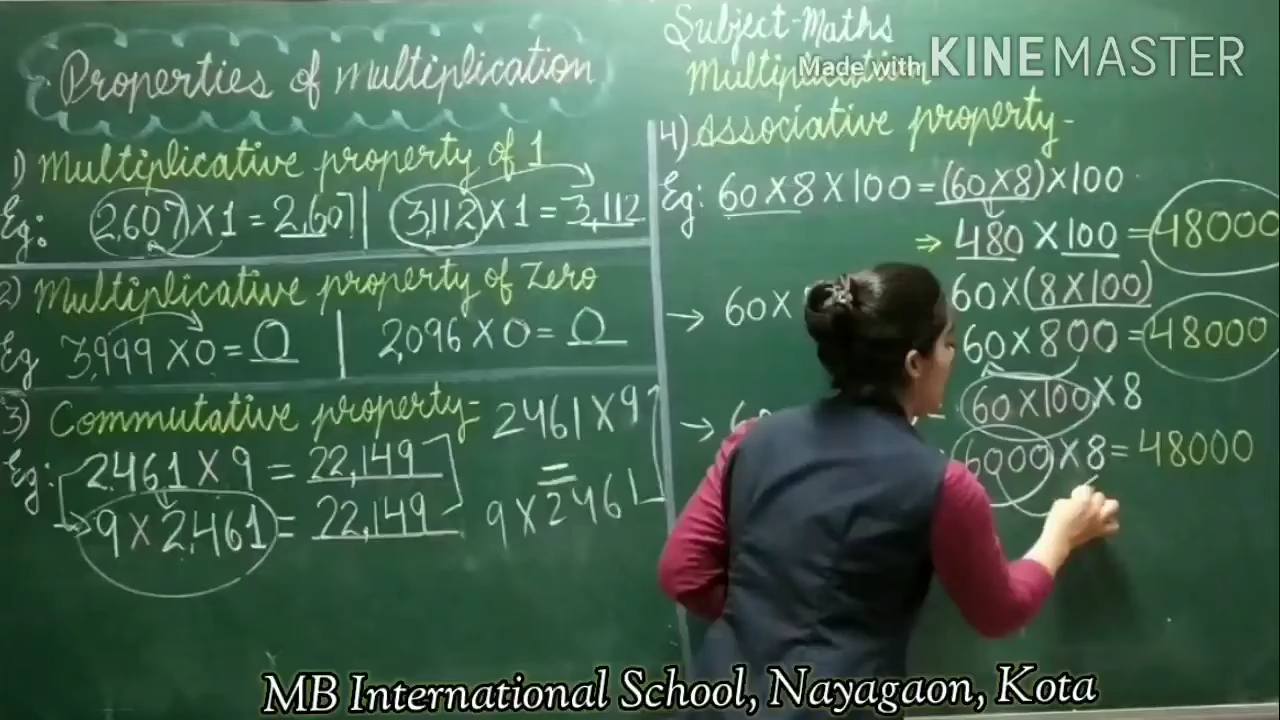 Properties of Multiplication
1) Multiplicative property of 1
Eg: 2,607 X 1 = 2,607 | 3,112 X 1 = 3,112
2) Multiplicative property of Zero
Eg 3,999 X 0 = 0 | 2,096 X 0 = 0
3) Commutative property- 2461 X 9
Eg: 2461 X 9 = 22,149
=
9 X 2,461 = 22,149 9 X 2461
Subject-Maths
Multiplication
Made with KINEMASTER
4) Associative property-
Eg: 60 X 8 X 100 = (60 X 8) X 100
⇒ 480 X 100 = 48000
→ 60 X 60 X (8 X 100)
60 X 800 = 48000
→ 60 = 60 X 100 X 8
6000 X 8 = 48000
MB International School, Nayagaon, Kota